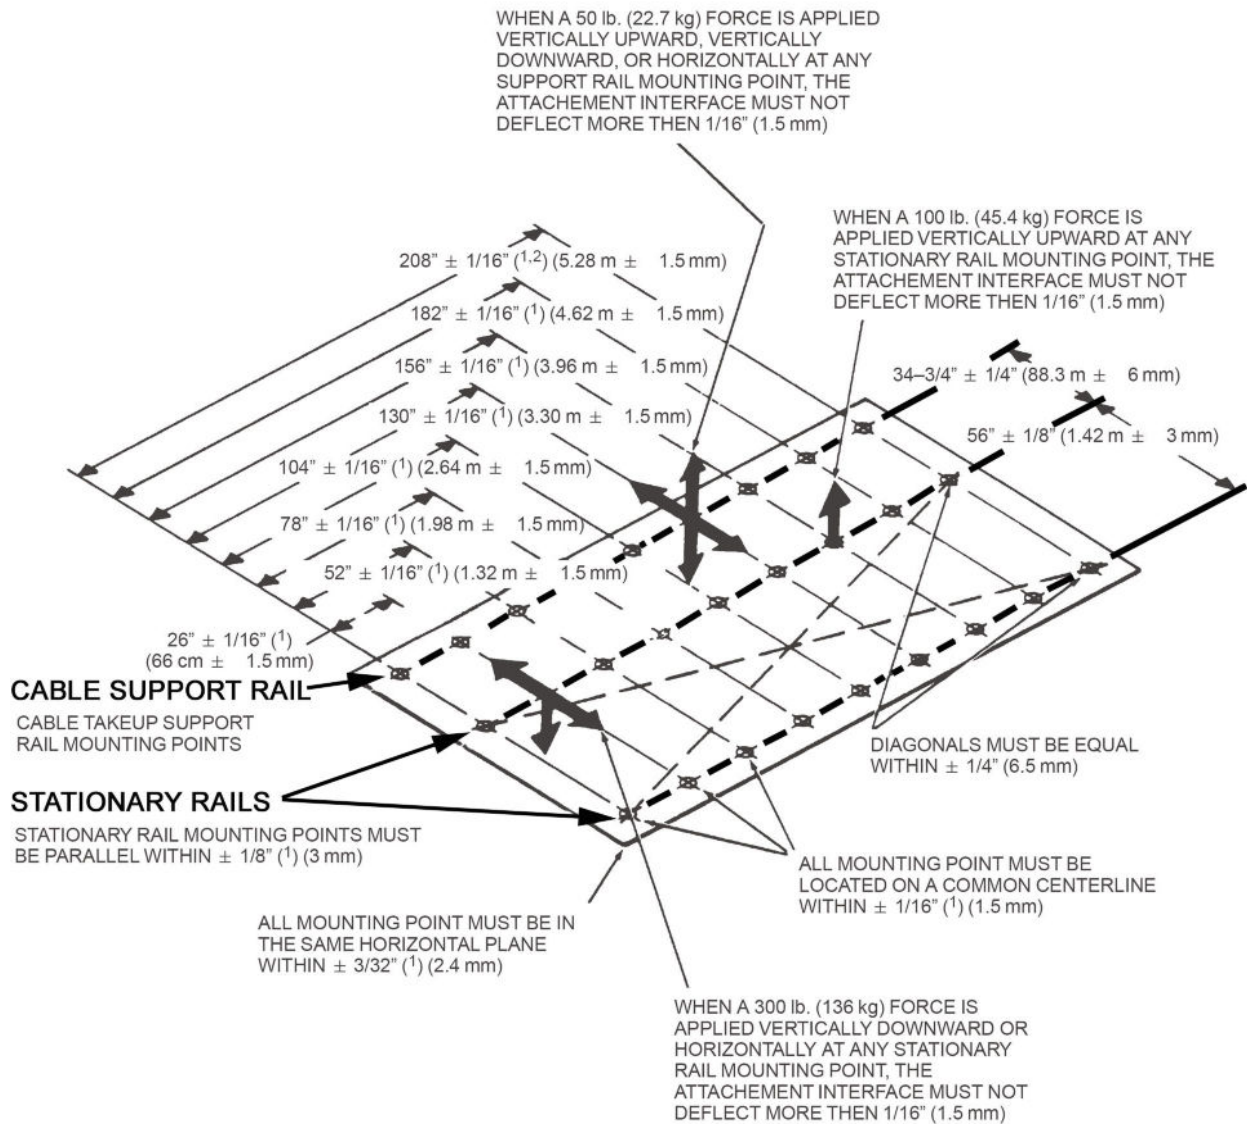 WHEN A 50 lb. (22.7 kg) FORCE IS APPLIED
VERTICALLY UPWARD, VERTICALLY
DOWNWARD, OR HORIZONTALLY AT ANY
SUPPORT RAIL MOUNTING POINT, THE
ATTACHEMENT INTERFACE MUST NOT
DEFLECT MORE THEN 1/16” (1.5 mm)
WHEN A 100 lb. (45.4 kg) FORCE IS
APPLIED VERTICALLY UPWARD AT ANY
STATIONARY RAIL MOUNTING POINT, THE
ATTACHEMENT INTERFACE MUST NOT
DEFLECT MORE THEN 1/16” (1.5 mm)
208” ± 1/16” (1,2) (5.28 m ± 1.5 mm)
182” ± 1/16” (1) (4.62 m ± 1.5 mm)
156” ± 1/16” (1) (3.96 m ± 1.5 mm)
130” ± 1/16” (1) (3.30 m ± 1.5 mm)
104” ± 1/16” (1) (2.64 m ± 1.5 mm)
78” ± 1/16” (1) (1.98 m ± 1.5 mm)
52” ± 1/16” (1) (1.32 m ± 1.5 mm)
26” ± 1/16” (1)
(66 cm ± 1.5 mm)
34–3/4” ± 1/4” (88.3 m ± 6 mm)
56” ± 1/8” (1.42 m ± 3 mm)
CABLE SUPPORT RAIL
CABLE TAKEUP SUPPORT
RAIL MOUNTING POINTS
STATIONARY RAILS
STATIONARY RAIL MOUNTING POINTS MUST
BE PARALLEL WITHIN ± 1/8” (1) (3 mm)
DIAGONALS MUST BE EQUAL
WITHIN ± 1/4” (6.5 mm)
ALL MOUNTING POINT MUST BE
LOCATED ON A COMMON CENTERLINE
WITHIN ± 1/16” (1) (1.5 mm)
ALL MOUNTING POINT MUST BE IN
THE SAME HORIZONTAL PLANE
WITHIN ± 3/32” (1) (2.4 mm)
WHEN A 300 lb. (136 kg) FORCE IS
APPLIED VERTICALLY DOWNWARD OR
HORIZONTALLY AT ANY STATIONARY
RAIL MOUNTING POINT, THE
ATTACHEMENT INTERFACE MUST NOT
DEFLECT MORE THEN 1/16” (1.5 mm)